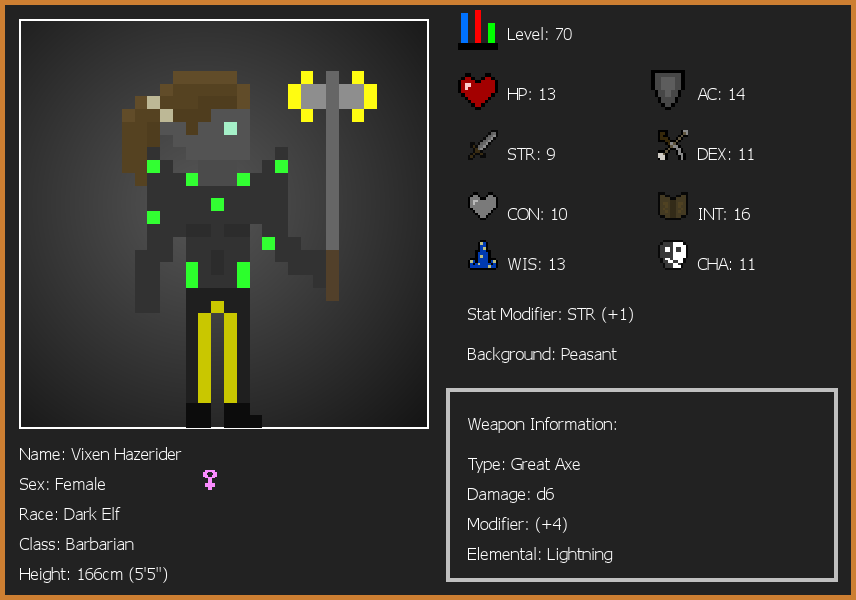 Level: 70
HP: 13
AC: 14
STR: 9
DEX: 11
CON: 10
INT: 16
WIS: 13
CHA: 11
Stat Modifier: STR (+1)
Background: Peasant
Weapon Information:
Type: Great Axe
Damage: d6
Modifier: (+4)
Elemental: Lightning
Name: Vixen Hazerider
Sex: Female
Race: Dark Elf
Class: Barbarian
Height: 166cm (5'5")